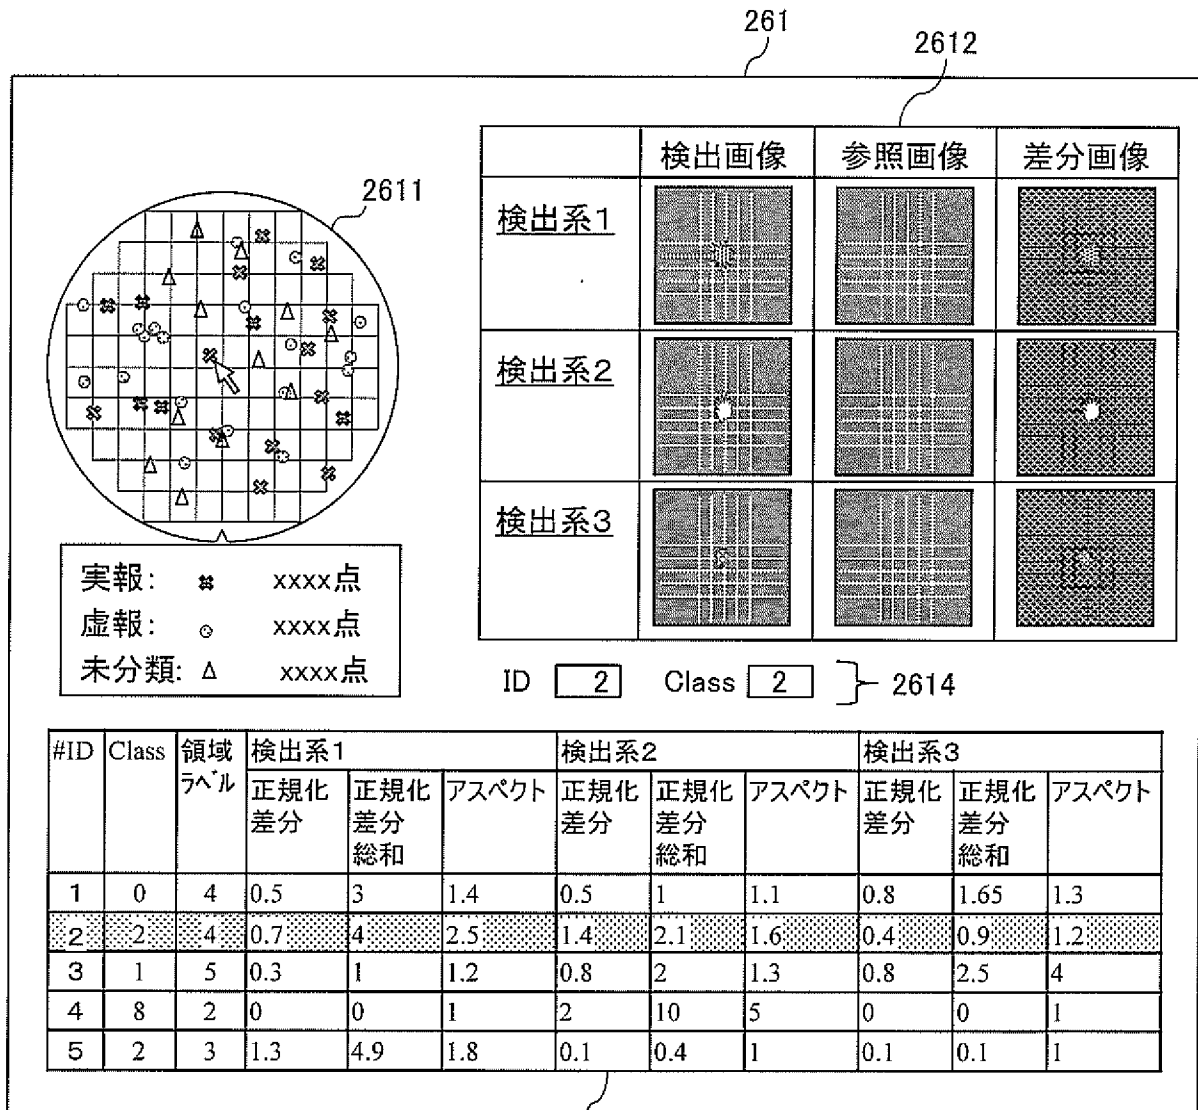 261
2612
2611
検出画像 参照画像 差分画像
検出系1
検出系2
検出系3
実報: xxxx点
虚報: xxxx点
未分類: xxxx点
ID 2 Class 2 2614
#ID Class 領域ラベル 検出系1 検出系2 検出系3
正規化差分 正規化差分総和 アスペクト 正規化差分 正規化差分総和 アスペクト 正規化差分 正規化差分総和 アスペクト
1 0 4 0.5 3 1.4 0.5 1 1.1 0.8 1.65 1.3
2 2 4 0.7 4 2.5 1.4 2.1 1.6 0.4 0.9 1.2
3 1 5 0.3 1 1.2 0.8 2 1.3 0.8 2.5 4
4 8 2 0 0 1 2 10 5 0 0 1
5 2 3 1.3 4.9 1.8 0.1 0.4 1 0.1 0.1 1